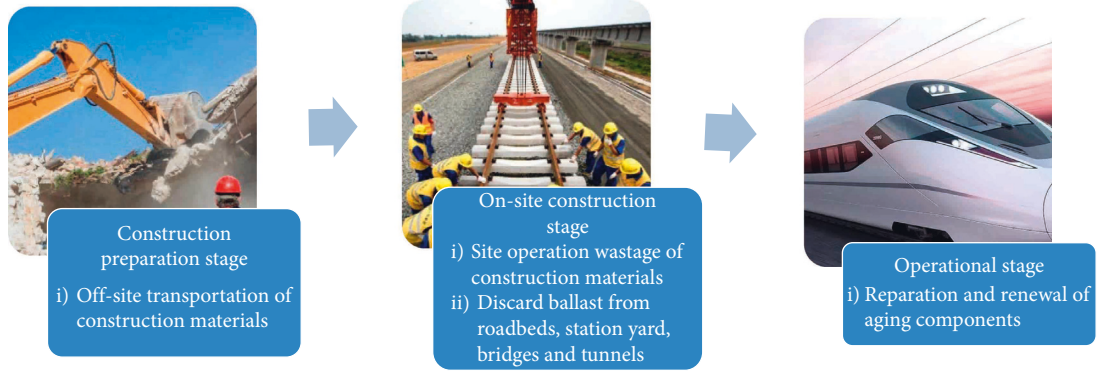 Construction
preparation stage
i) Off-site transportation of
construction materials
On-site construction
stage
i) Site operation wastage of
construction materials
ii) Discard ballast from
roadbeds, station yard,
bridges and tunnels
Operational stage
i) Reparation and renewal of
aging components